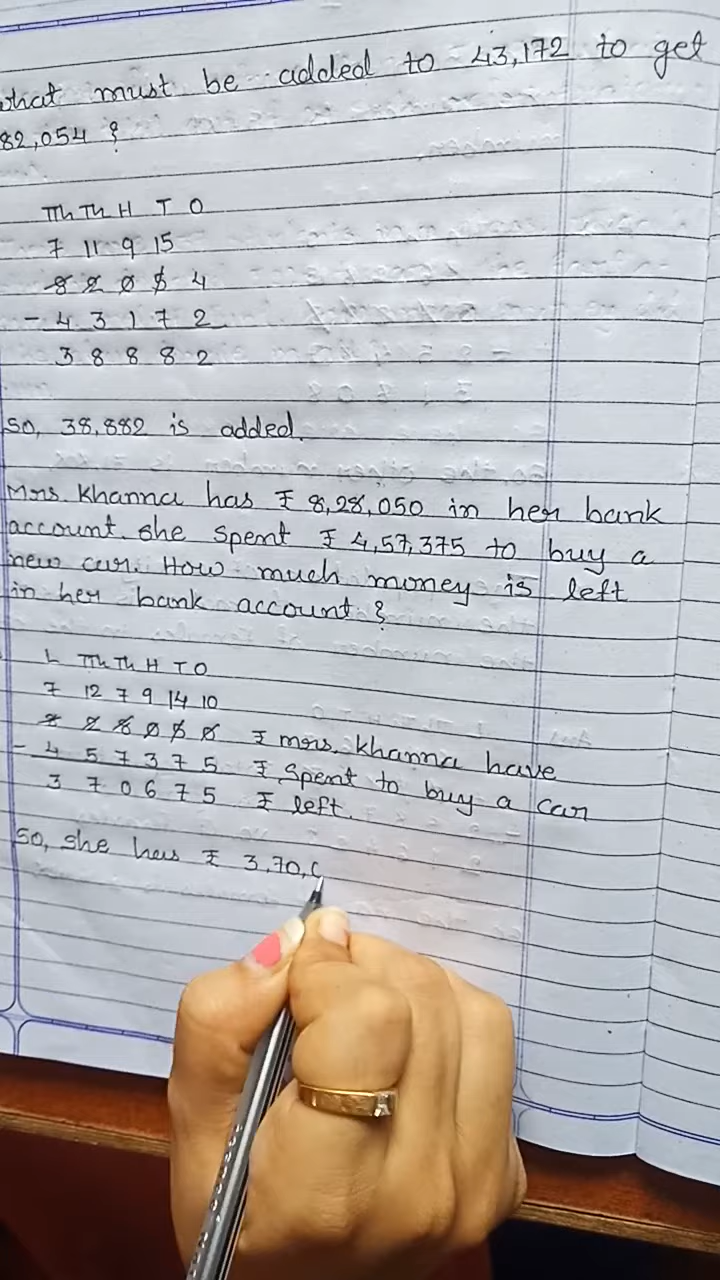 what must be added to 43,172 to get
82,054 ?
TTh Th H T O
7 11 9 15
8 2 0 5 4
- 4 3 1 7 2
3 8 8 8 2
So, 38,882 is added.
Mrs. Khanna has ₹ 8,28,050 in her bank
account. she spent ₹ 4,57,375 to buy a
new car. How much money is left
in her bank account ?
L TTh Th H T O
7 12 7 9 14 10
8 2 8 0 5 0 ₹ mrs. Khanna have
- 4 5 7 3 7 5 ₹ Spent to buy a car
3 7 0 6 7 5 ₹ left.
So, she has ₹ 3,70,